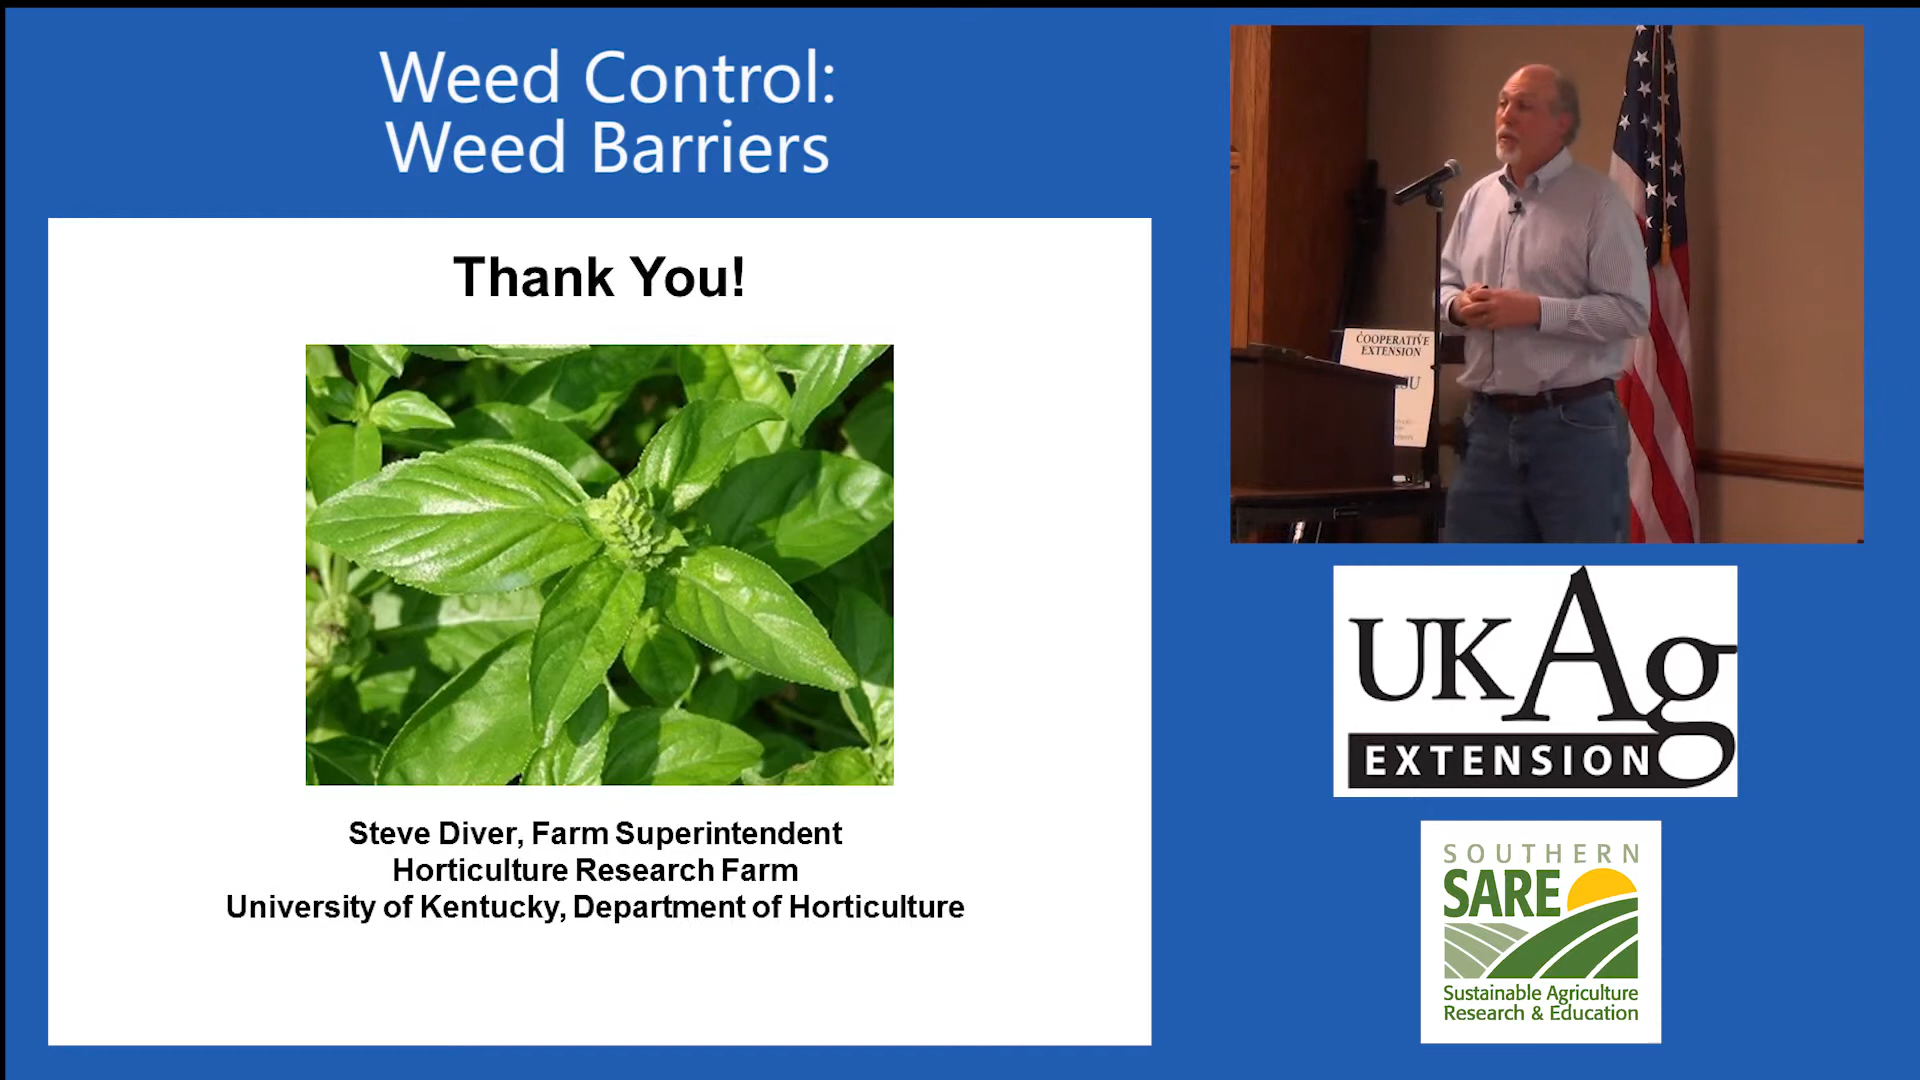 Weed Control:
Weed Barriers
Thank You!
Steve Diver, Farm Superintendent
Horticulture Research Farm
University of Kentucky, Department of Horticulture
COOPERATIVE
EXTENSION
UKAg
EXTENSION
SOUTHERN
SARE
Sustainable Agriculture
Research & Education